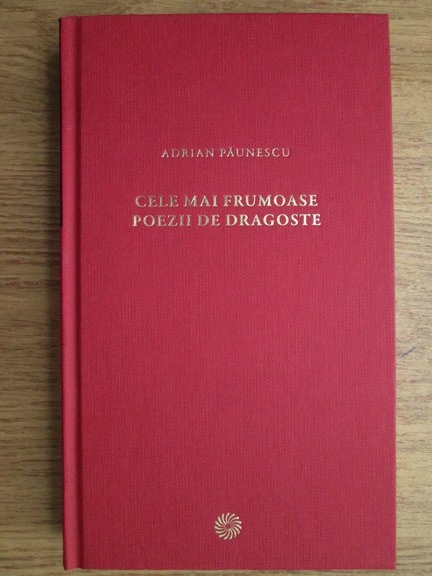 ADRIAN PĂUNESCU
CELE MAI FRUMOASE
POEZII DE DRAGOSTE